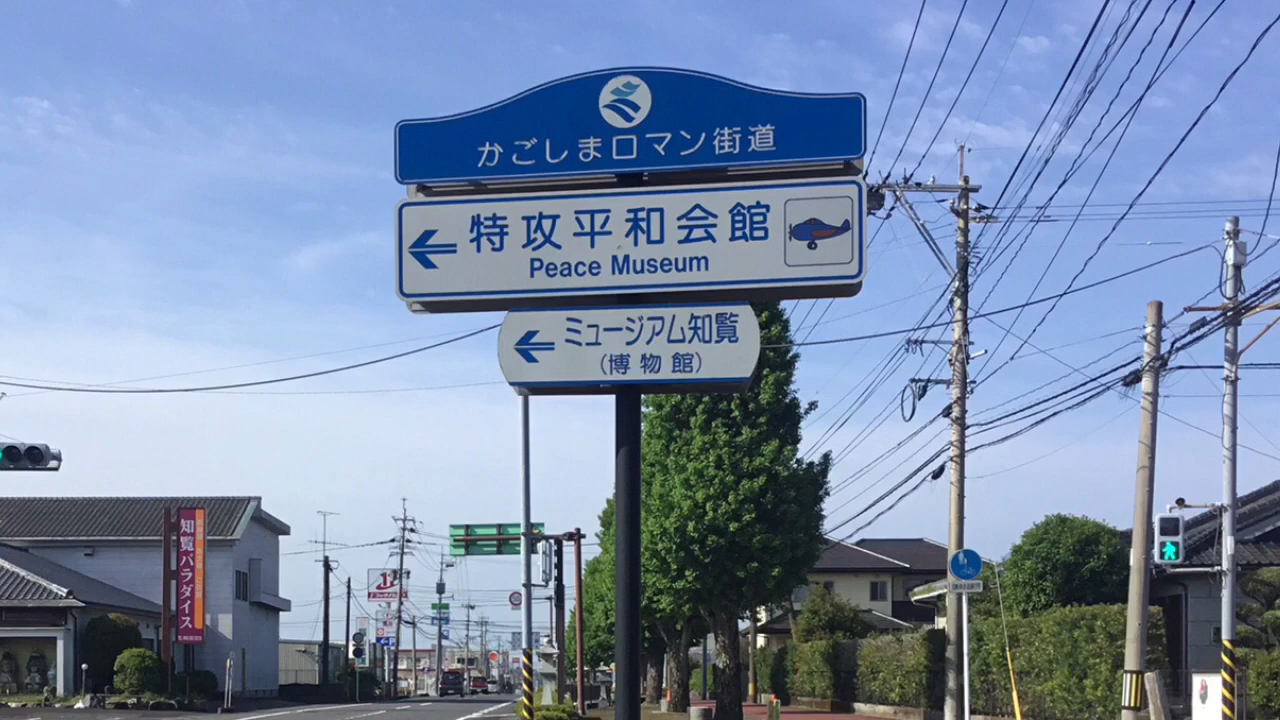 かごしまロマン街道
特攻平和会館
Peace Museum
ミュージアム知覧
(博物館)
知覧パラダイス